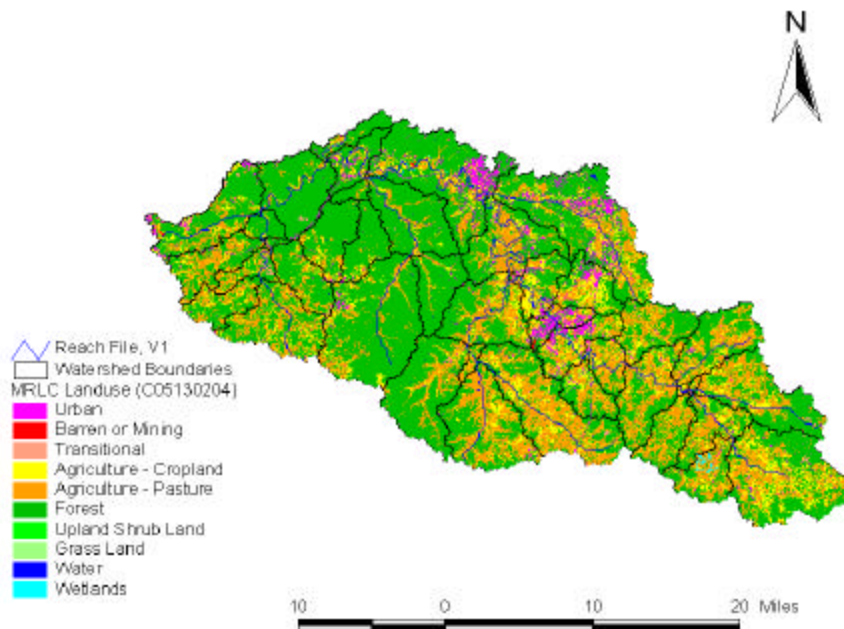 N
Reach File, V1
Watershed Boundaries
MRLC Landuse (C05130204)
Urban
Barren or Mining
Transitional
Agriculture - Cropland
Agriculture - Pasture
Forest
Upland Shrub Land
Grass Land
Water
Wetlands
10 0 10 20 Miles